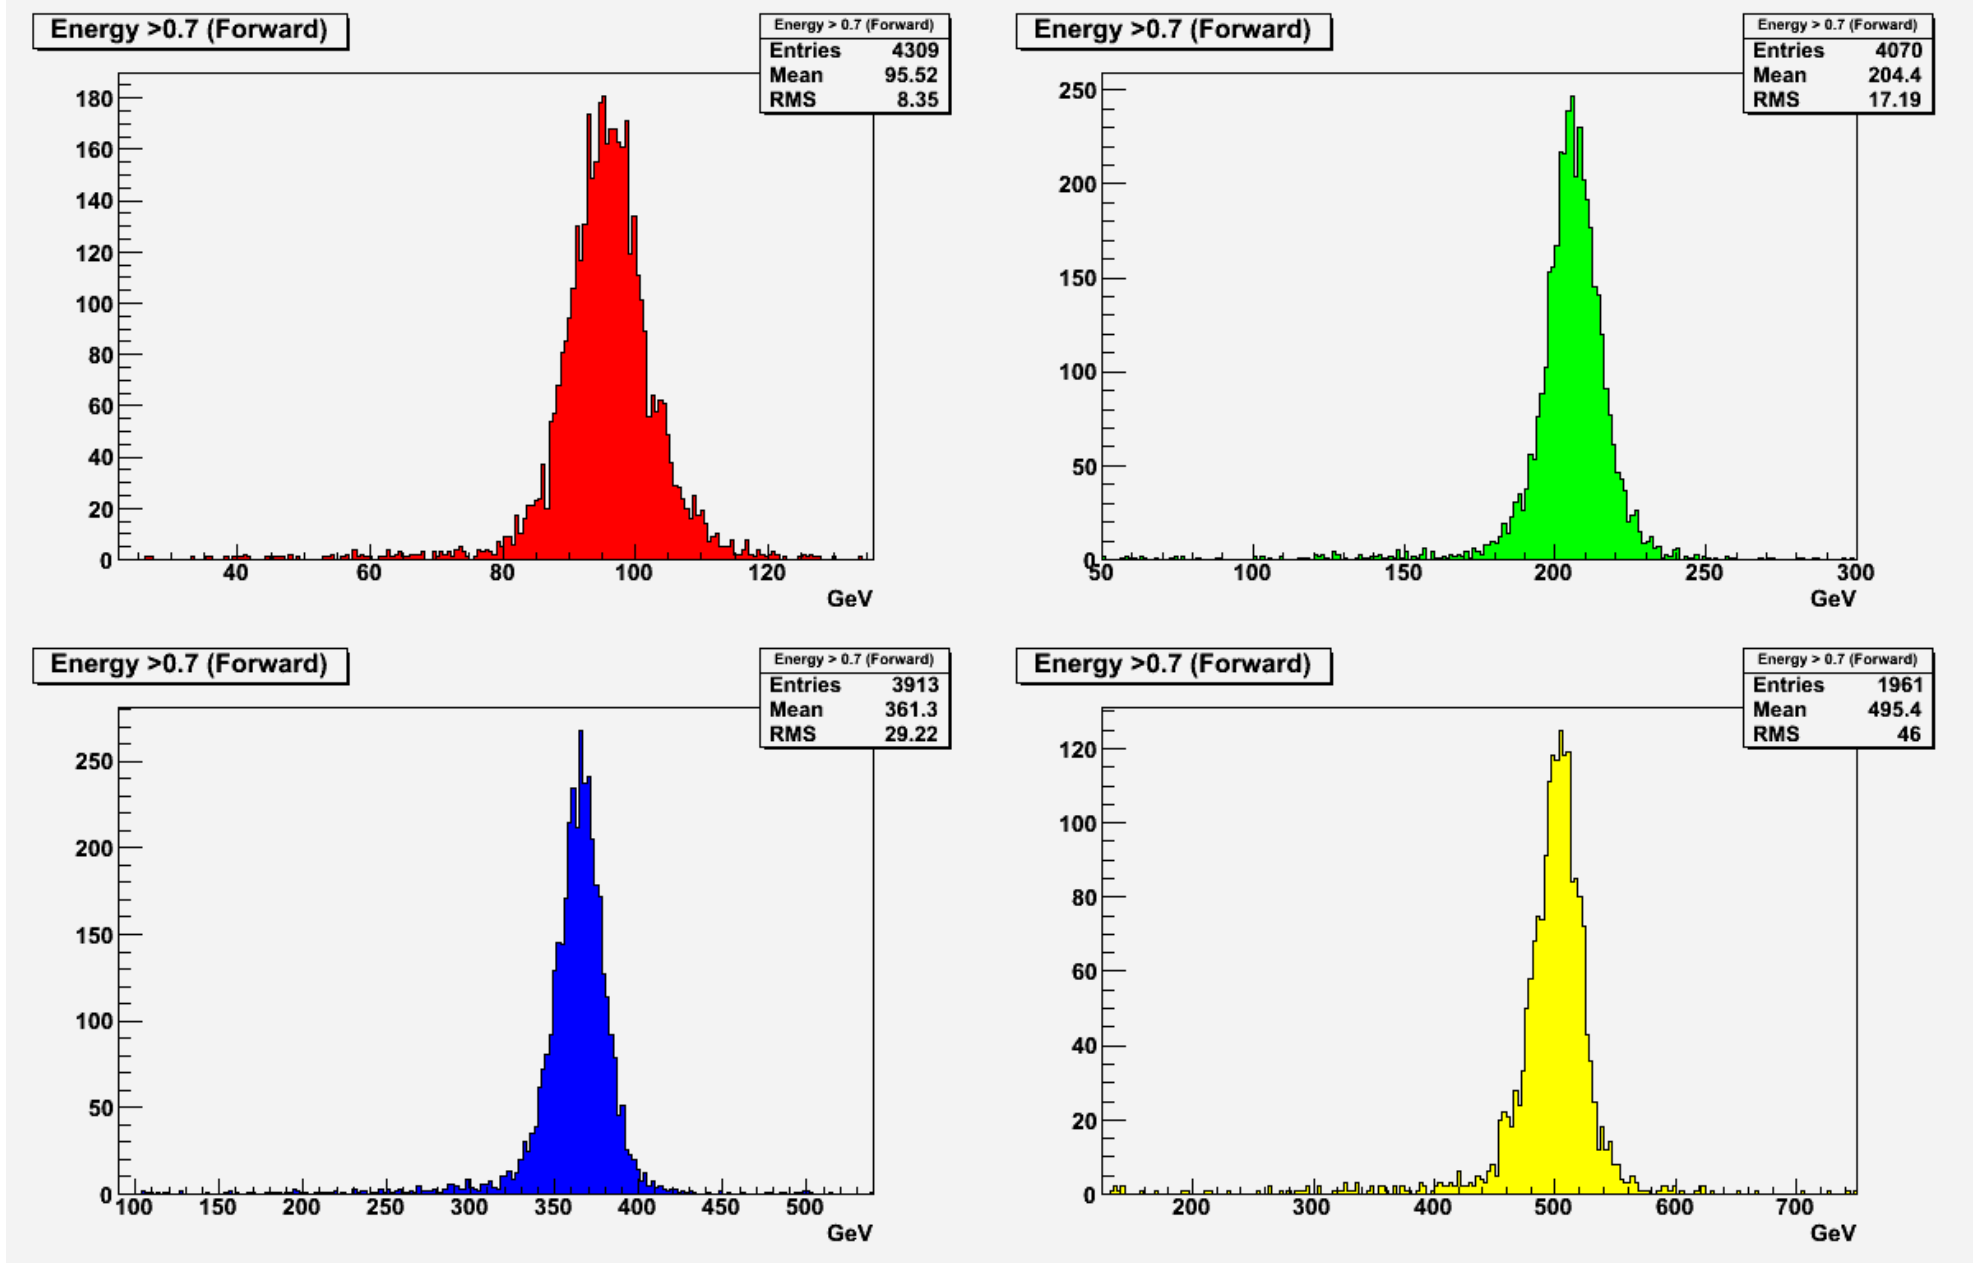 Energy >0.7 (Forward)
Energy > 0.7 (Forward)
Entries 4309
Mean 95.52
RMS 8.35
180
160
140
120
100
80
60
40
20
0
40 60 80 100 120
GeV
Energy >0.7 (Forward)
Energy > 0.7 (Forward)
Entries 4070
Mean 204.4
RMS 17.19
250
200
150
100
50
0
50 100 150 200 250 300
GeV
Energy >0.7 (Forward)
Energy > 0.7 (Forward)
Entries 3913
Mean 361.3
RMS 29.22
250
200
150
100
50
0
100 150 200 250 300 350 400 450 500
GeV
Energy >0.7 (Forward)
Energy > 0.7 (Forward)
Entries 1961
Mean 495.4
RMS 46
120
100
80
60
40
20
0
200 300 400 500 600 700
GeV